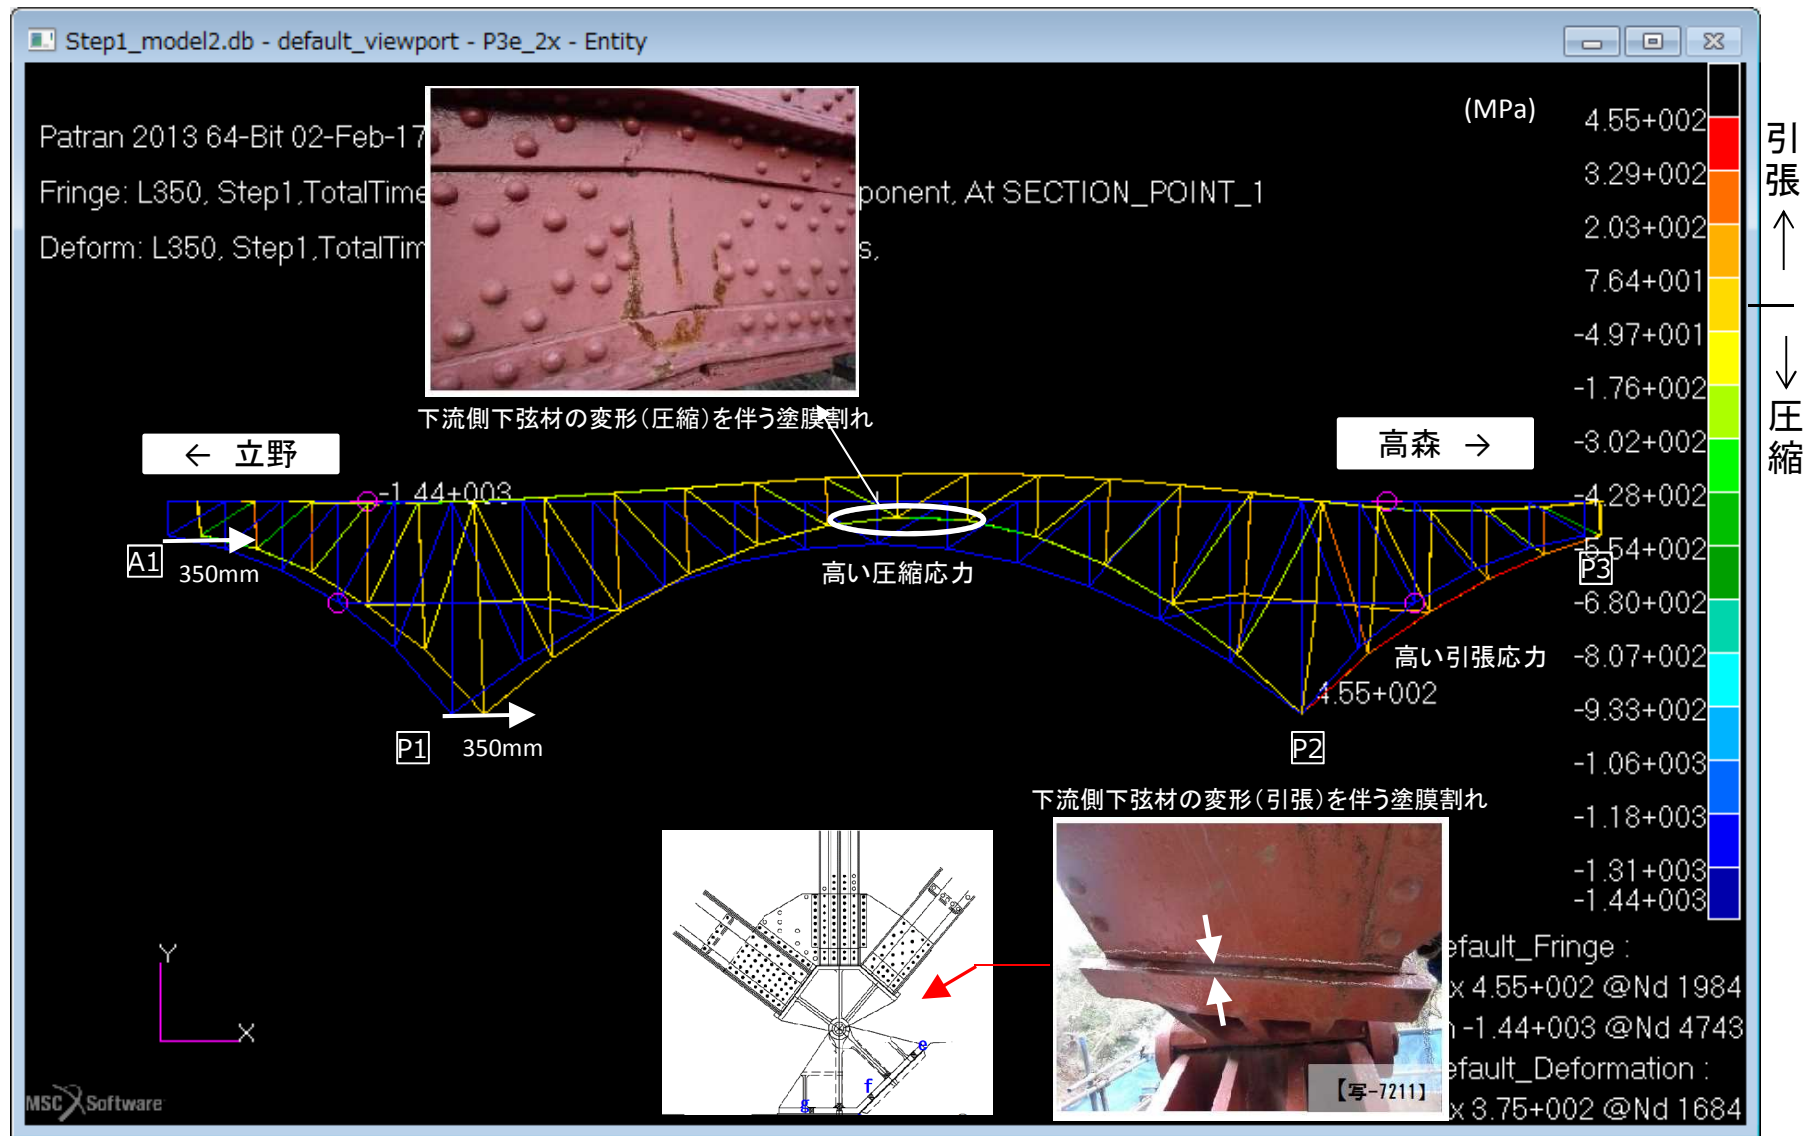 Step1_model2.db - default_viewport - P3e_2x - Entity
Patran 2013 64-Bit 02-Feb-17
Fringe: L350, Step1,TotalTime
ponent, At SECTION_POINT_1
Deform: L350, Step1,TotalTim
s,
(MPa)
4.55+002
3.29+002
2.03+002
7.64+001
-4.97+001
-1.76+002
-3.02+002
-4.28+002
-5.54+002
-6.80+002
-8.07+002
-9.33+002
-1.06+003
-1.18+003
-1.31+003
-1.44+003
引張
↑
↓
圧縮
下流側下弦材の変形(圧縮)を伴う塗膜割れ
← 立野
高森 →
-1.44+003
A1
350mm
高い圧縮応力
P3
高い引張応力
4.55+002
P1
350mm
P2
下流側下弦材の変形(引張)を伴う塗膜割れ
e
f
g
【写-7211】
Y
X
MSC Software
efault_Fringe :
x 4.55+002 @Nd 1984
-1.44+003 @Nd 4743
efault_Deformation :
x 3.75+002 @Nd 1684